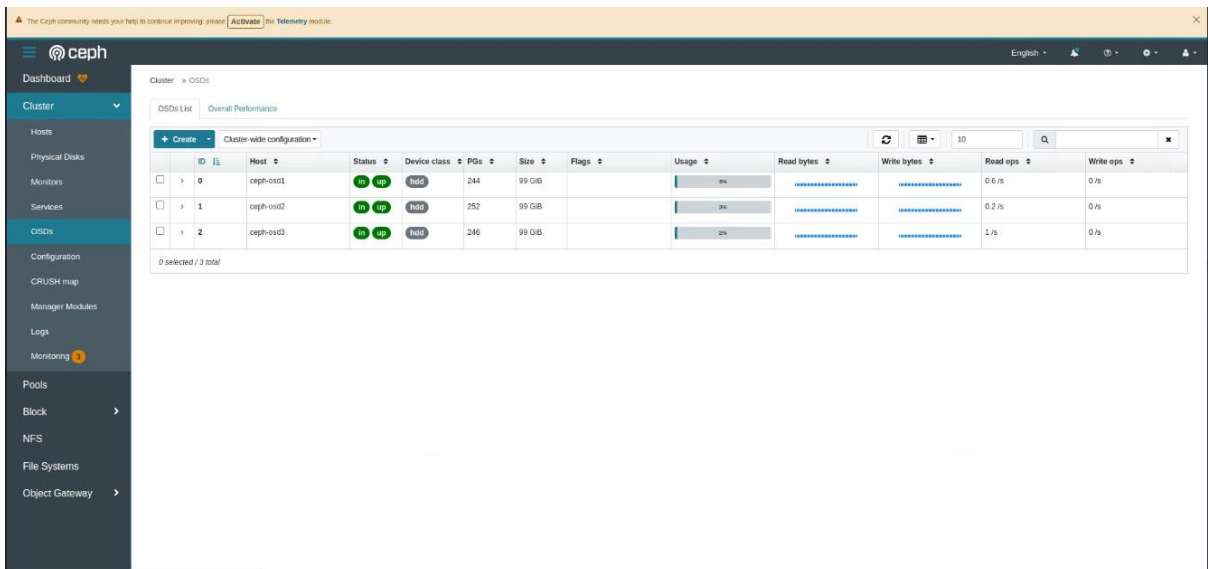 The Ceph community needs your help to continue improving: please Activate the Telemetry module.
ceph
English
Dashboard
Cluster
Hosts
Physical Disks
Monitors
Services
OSDs
Configuration
CRUSH map
Manager Modules
Logs
Monitoring 3
Pools
Block
NFS
File Systems
Object Gateway
Cluster » OSDs
OSDs List Overall Performance
+ Create Cluster-wide configuration 10
ID Host Status Device class PGs Size Flags Usage Read bytes Write bytes Read ops Write ops
0 ceph-osd1 in up hdd 244 99 GiB 3% 0.6 /s 0 /s
1 ceph-osd2 in up hdd 252 99 GiB 3% 0.2 /s 0 /s
2 ceph-osd3 in up hdd 246 99 GiB 2% 1 /s 0 /s
0 selected / 3 total